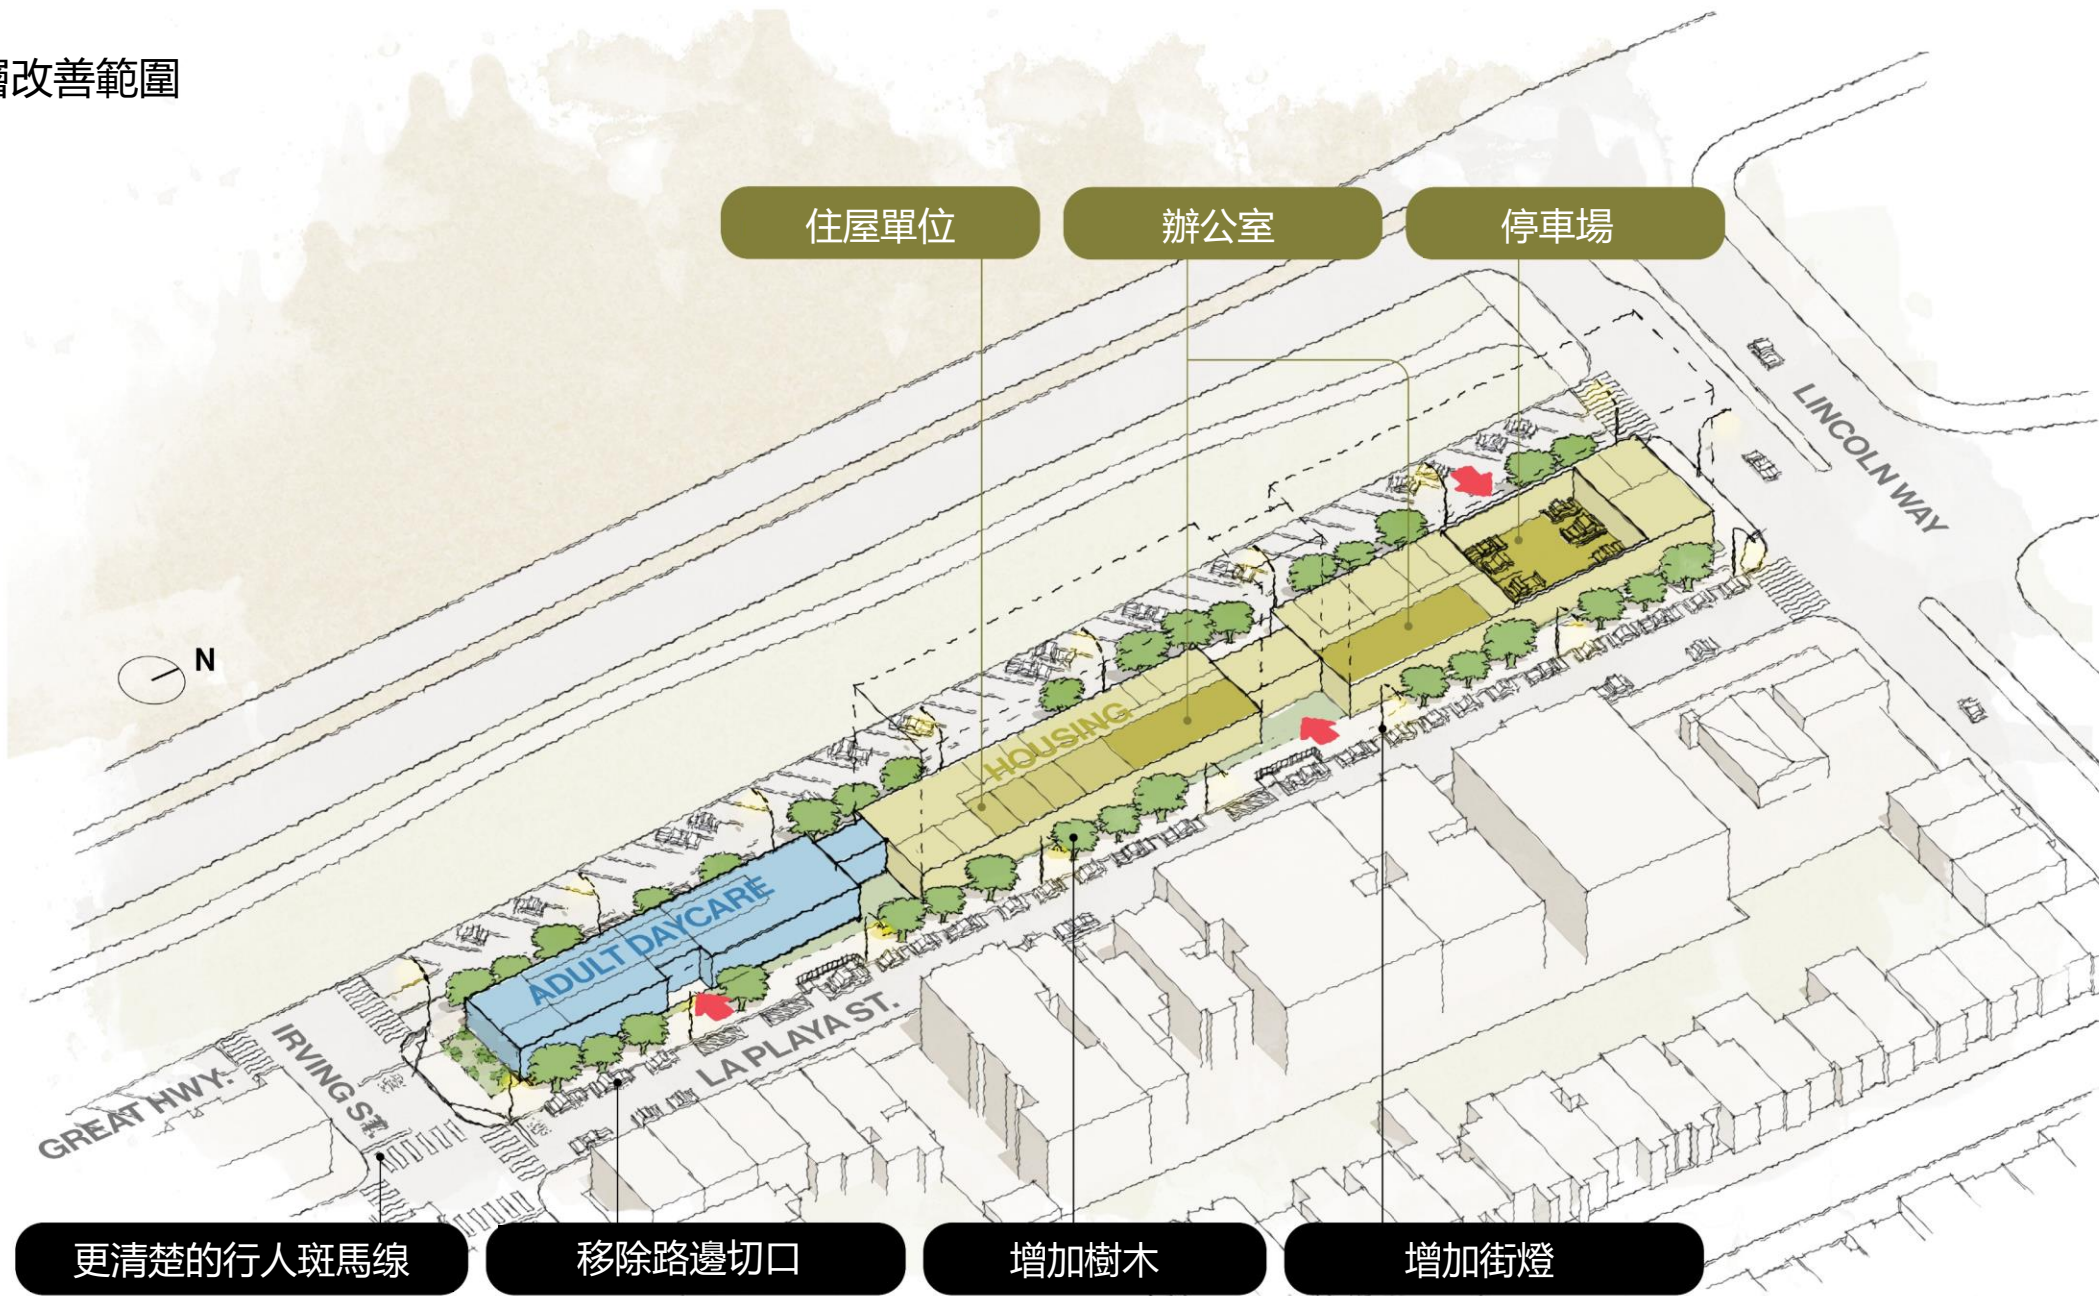 層改善範圍
住屋單位
辦公室
停車場
LINCOLN WAY
N
HOUSING
ADULT DAYCARE
LA PLAYA ST.
IRVING ST.
GREAT HWY.
更清楚的行人斑馬线
移除路邊切口
增加樹木
增加街燈